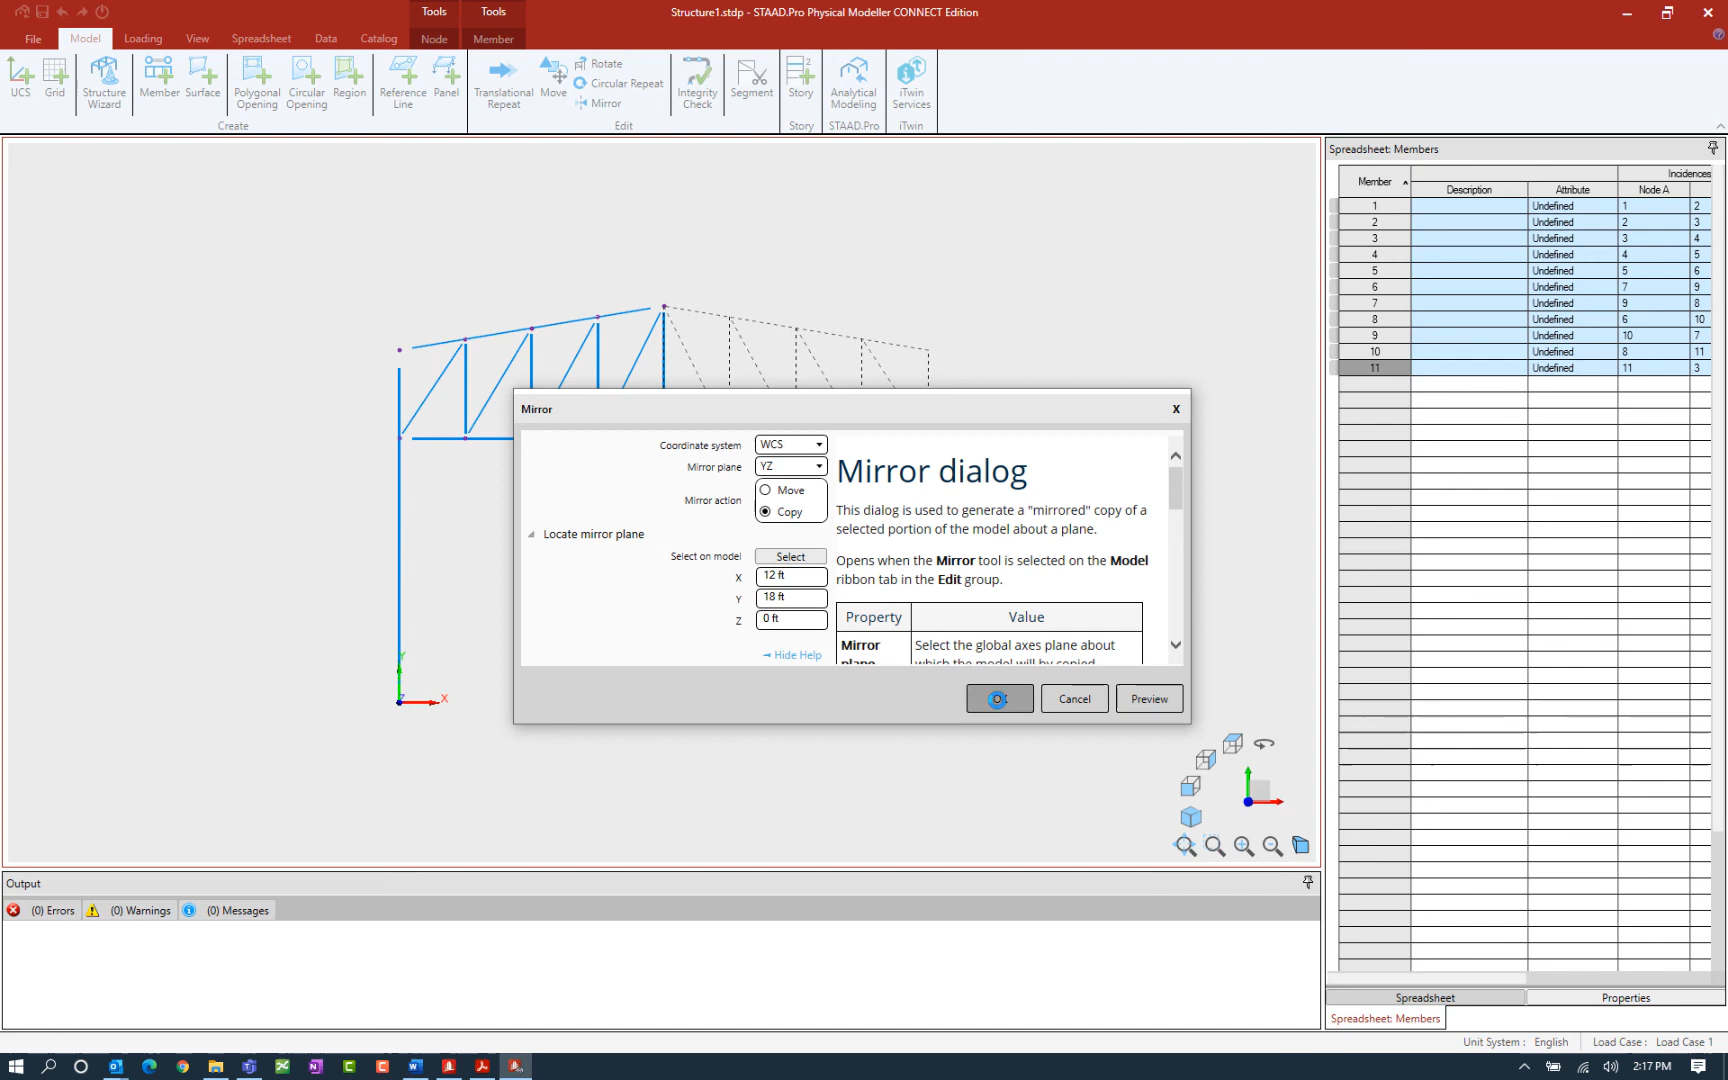 Tools Tools Structure1.stdp - STAAD.Pro Physical Modeller CONNECT Edition
File Model Loading View Spreadsheet Data Catalog Node Member
UCS Grid Structure Wizard Member Surface Polygonal Opening Circular Opening Region Reference Line Panel Translational Repeat Move Rotate Circular Repeat Mirror Integrity Check Segment Story Analytical Modeling iTwin Services
Create Edit Story STAAD.Pro iTwin
Spreadsheet: Members
Incidences
Member Description Attribute Node A
1 Undefined 1 2
2 Undefined 2 3
3 Undefined 3 4
4 Undefined 4 5
5 Undefined 5 6
6 Undefined 7 9
7 Undefined 9 8
8 Undefined 6 10
9 Undefined 10 7
10 Undefined 8 11
11 Undefined 11 3
Mirror X
Coordinate system WCS
Mirror plane YZ
Mirror action Move
Copy
Locate mirror plane
Select on model Select
X 12 ft
Y 18 ft
Z 0 ft
Hide Help
Mirror dialog
This dialog is used to generate a "mirrored" copy of a
selected portion of the model about a plane.
Opens when the Mirror tool is selected on the Model
ribbon tab in the Edit group.
Property Value
Mirror Select the global axes plane about
plane which the model will be copied
Cancel Preview
Y
Z X
Output
(0) Errors (0) Warnings (0) Messages
Spreadsheet Properties
Spreadsheet: Members
Unit System : English Load Case : Load Case 1
2:17 PM